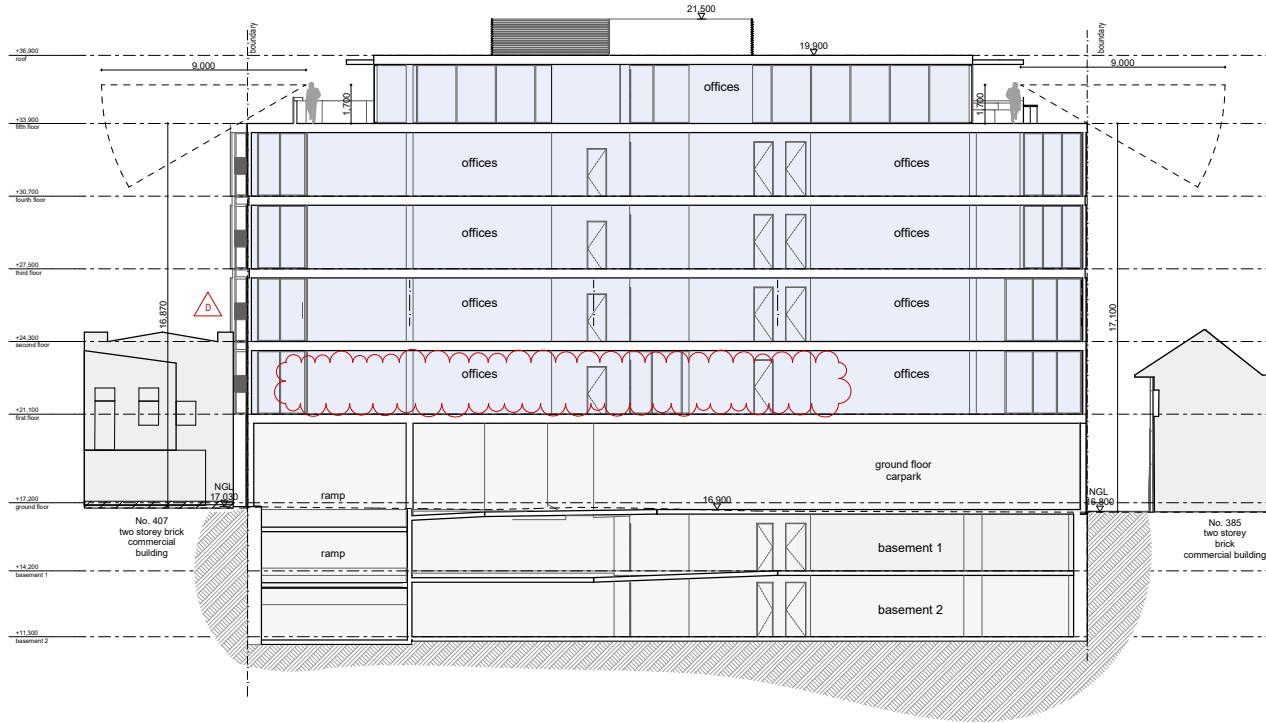 21,500
boundary
boundary
+36,900
roof
19,900
9,000
9,000
offices
1,700
1,700
+33,900
fifth floor
offices
offices
+30,700
fourth floor
offices
offices
+27,500
third floor
16,870
D
offices
offices
17,100
+24,300
second floor
offices
offices
+21,100
first floor
ground floor
carpark
NGL
17,030
ramp
NGL
16,800
+17,200
ground floor
16,900
No. 407
two storey brick
commercial
building
No. 385
two storey
brick
commercial building
ramp
basement 1
+14,200
basement 1
basement 2
+11,300
basement 2